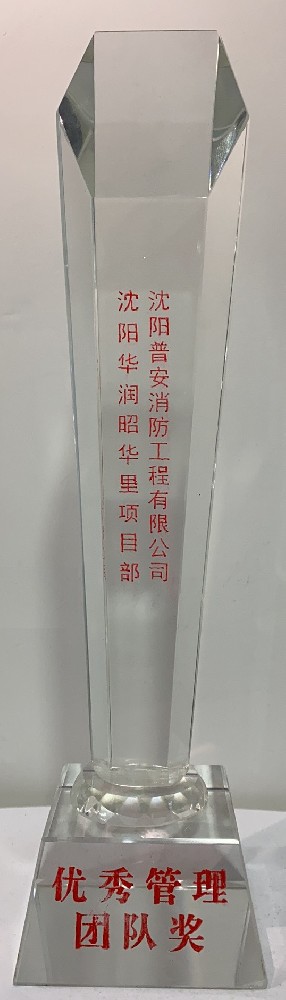 沈阳普安消防工程有限公司
沈阳华润昭华里项目部
优秀管理
团队奖